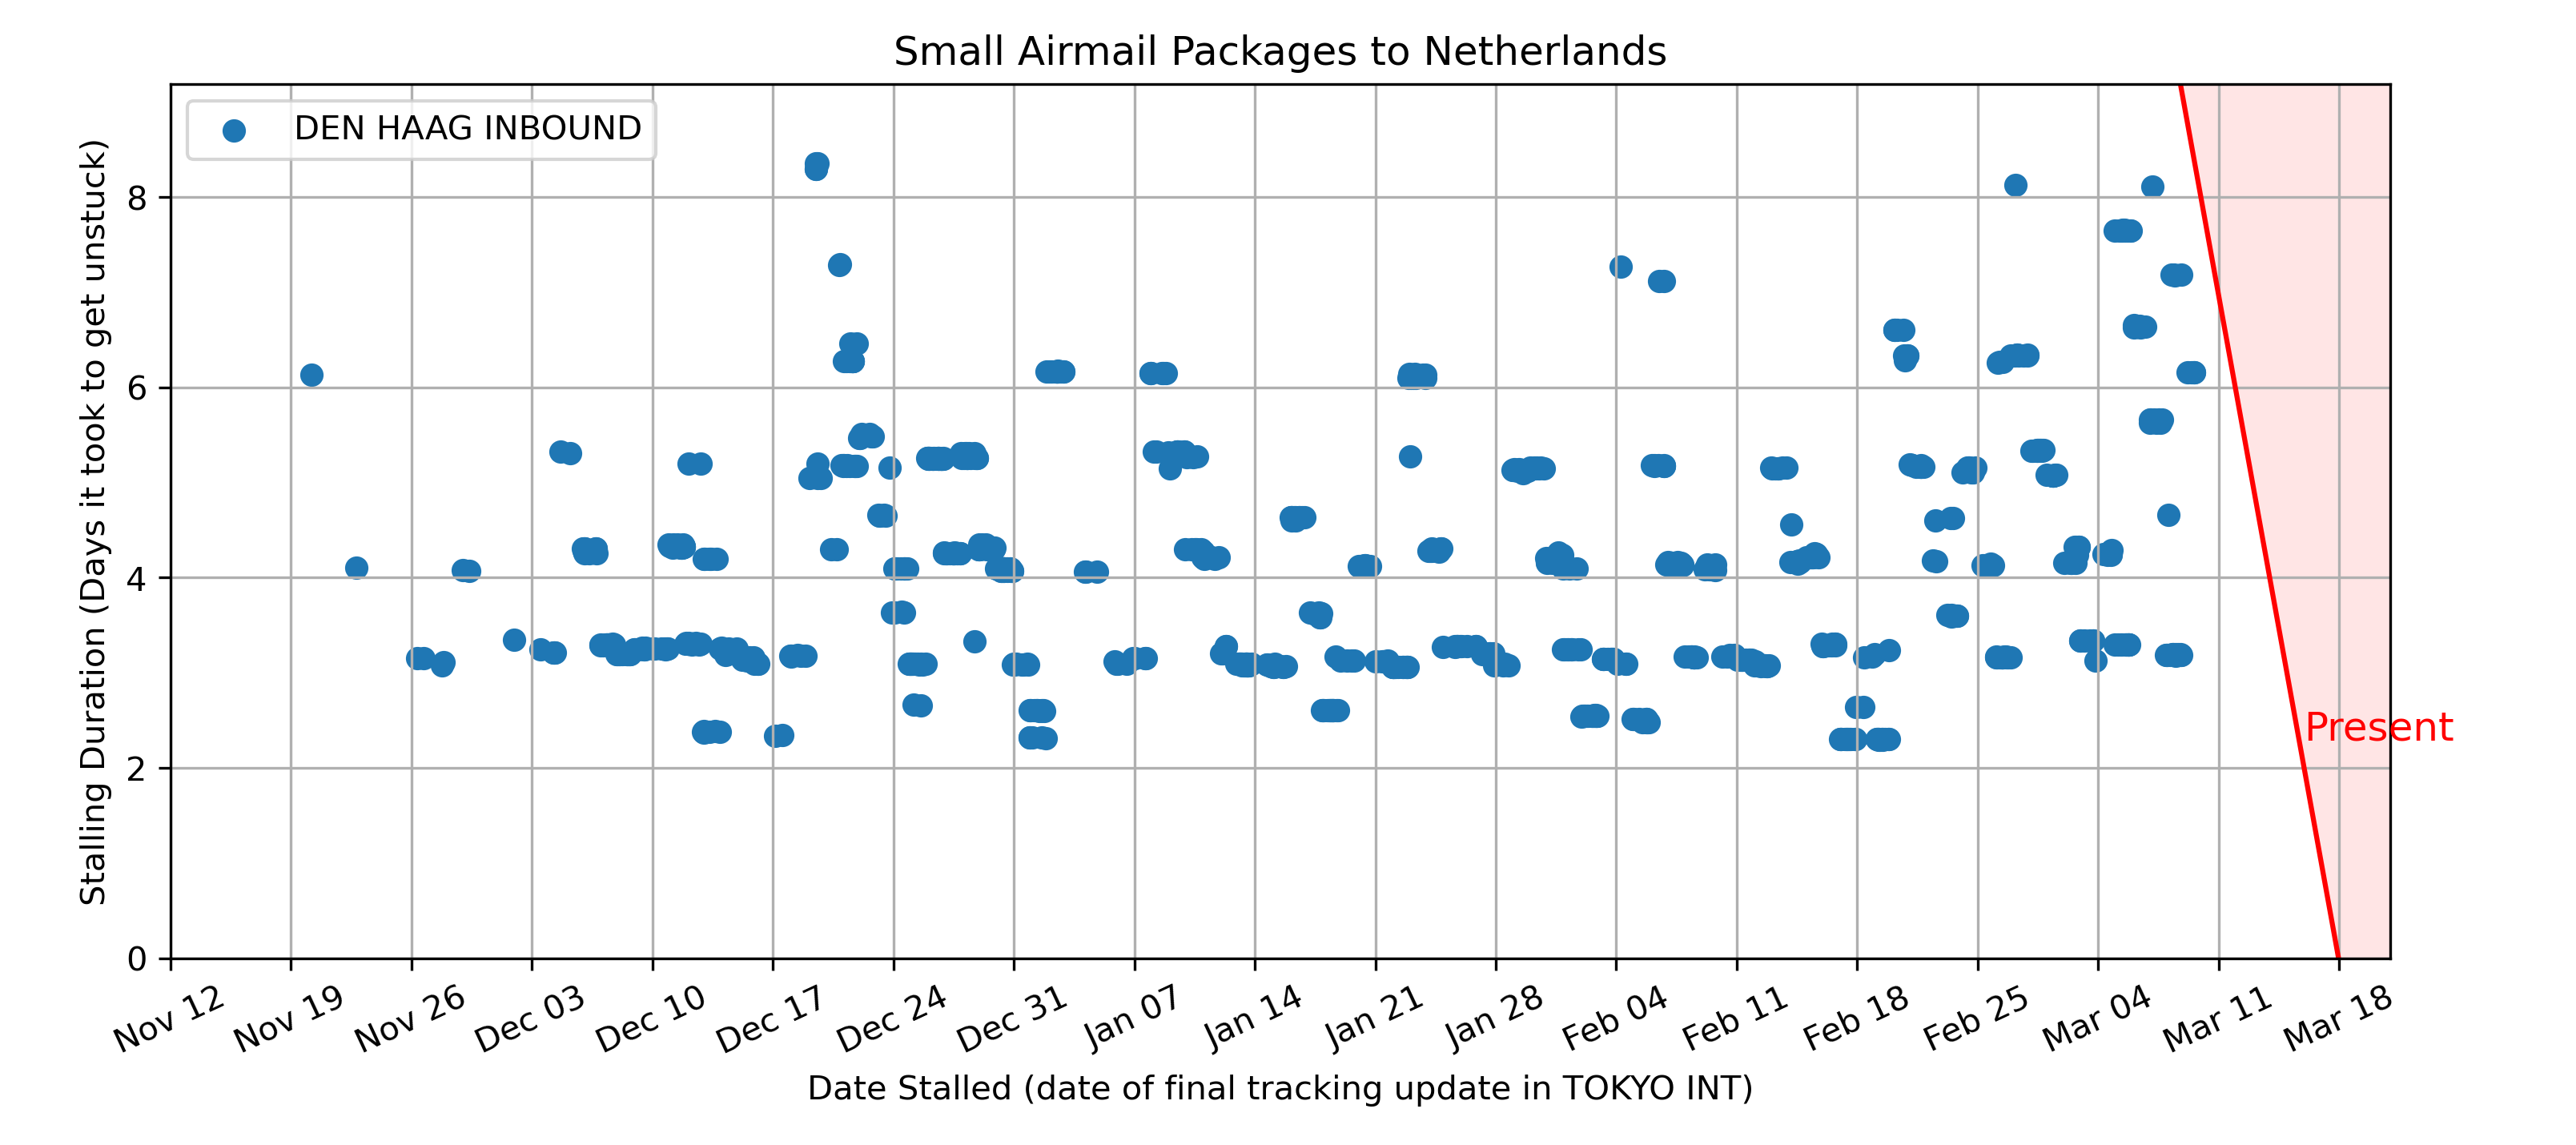 Small Airmail Packages to Netherlands
DEN HAAG INBOUND
Stalling Duration (Days it took to get unstuck)
8
6
4
2
0
Present
Nov 12
Nov 19
Nov 26
Dec 03
Dec 10
Dec 17
Dec 24
Dec 31
Jan 07
Jan 14
Jan 21
Jan 28
Feb 04
Feb 11
Feb 18
Feb 25
Mar 04
Mar 11
Mar 18
Date Stalled (date of final tracking update in TOKYO INT)